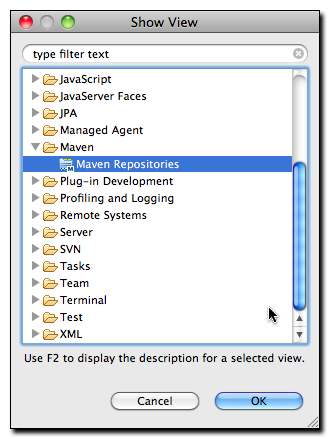 Show View
type filter text
JavaScript
JavaServer Faces
JPA
Managed Agent
Maven
Maven Repositories
Plug-in Development
Profiling and Logging
Remote Systems
Server
SVN
Tasks
Team
Terminal
Test
XML
Use F2 to display the description for a selected view.
Cancel
OK